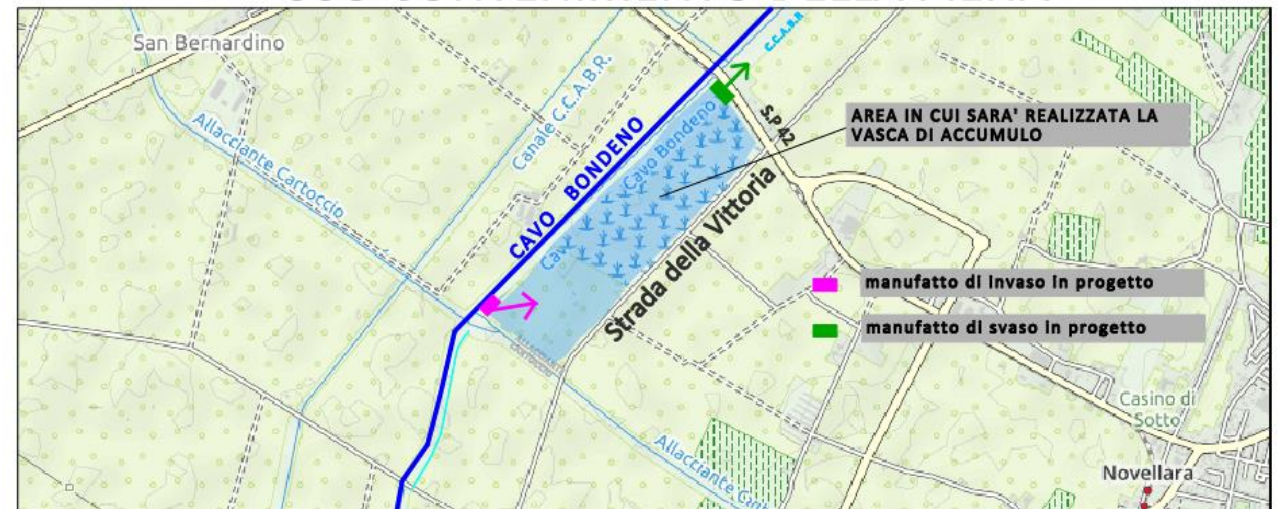 San Bernardino
C.C.A.B.R
Canale C.C.A.B.R.
Allacciante Cartoccio
CAVO BONDENO
Cavo Bondeno
S.P 42
AREA IN CUI SARA' REALIZZATA LA
VASCA DI ACCUMULO
Strada della Vittoria
manufatto di invaso in progetto
manufatto di svaso in progetto
Casino di
Sotto
Allacciante
Novellara